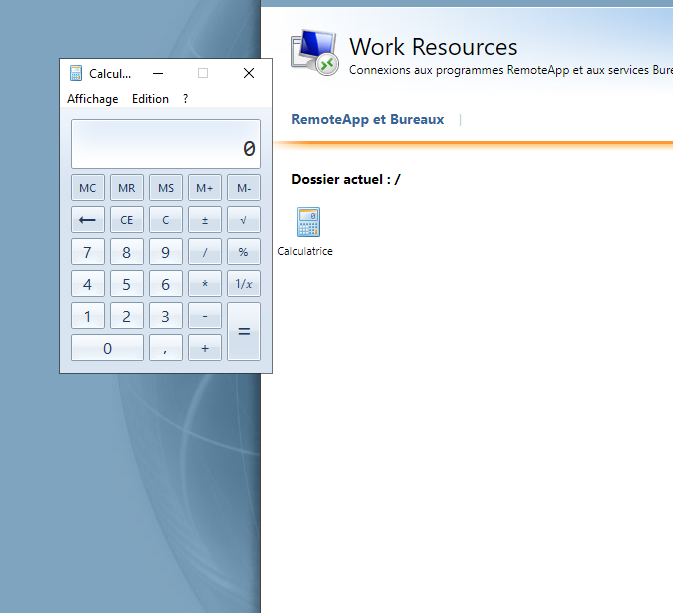 Work Resources
Connexions aux programmes RemoteApp et aux services Bure
Calcul...
Affichage Edition ?
RemoteApp et Bureaux
0
Dossier actuel : /
MC MR MS M+ M-
← CE C ± √
7 8 9 / %
Calculatrice
4 5 6 * 1/x
1 2 3 - =
0 , +